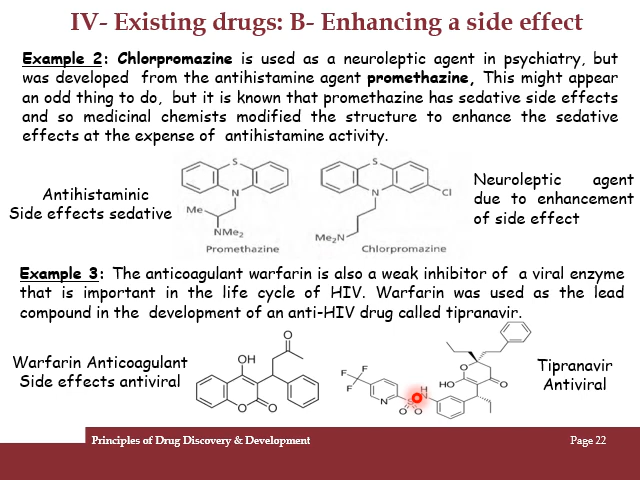 IV- Existing drugs: B- Enhancing a side effect
Example 2: Chlorpromazine is used as a neuroleptic agent in psychiatry, but
was developed from the antihistamine agent promethazine, This might appear
an odd thing to do, but it is known that promethazine has sedative side effects
and so medicinal chemists modified the structure to enhance the sedative
effects at the expense of antihistamine activity.
Antihistaminic
Side effects sedative
S
N
Me
NMe2
Promethazine
S
N
Cl
Me2N
Chlorpromazine
Neuroleptic agent
due to enhancement
of side effect
Example 3: The anticoagulant warfarin is also a weak inhibitor of a viral enzyme
that is important in the life cycle of HIV. Warfarin was used as the lead
compound in the development of an anti-HIV drug called tipranavir.
Warfarin Anticoagulant
Side effects antiviral
O
OH
O
O
F
F
F
N
O
O
H
HO
O
O
Tipranavir
Antiviral
Principles of Drug Discovery & Development
Page 22